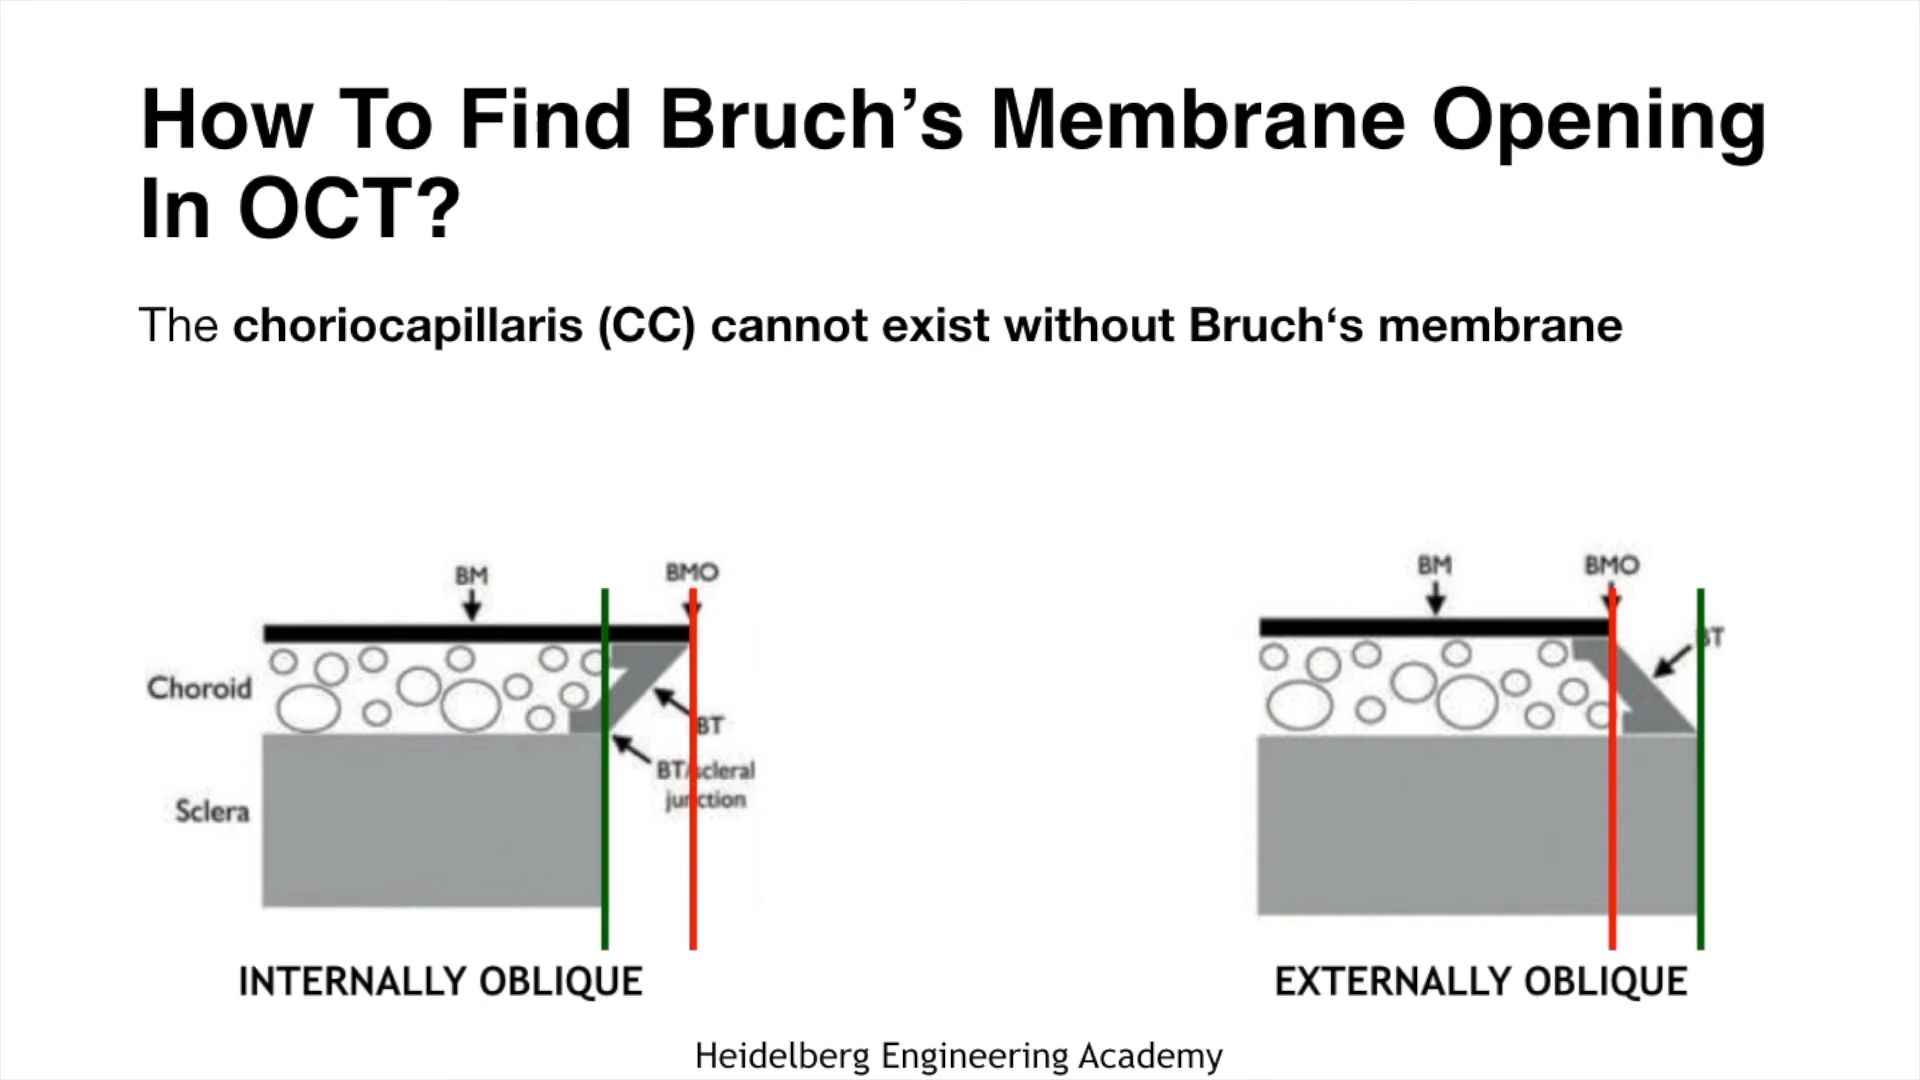 How To Find Bruch’s Membrane Opening
In OCT?
The choriocapillaris (CC) cannot exist without Bruch‘s membrane
BM
BMO
Choroid
BT
BT/scleral
junction
Sclera
INTERNALLY OBLIQUE
BM
BMO
BT
EXTERNALLY OBLIQUE
Heidelberg Engineering Academy